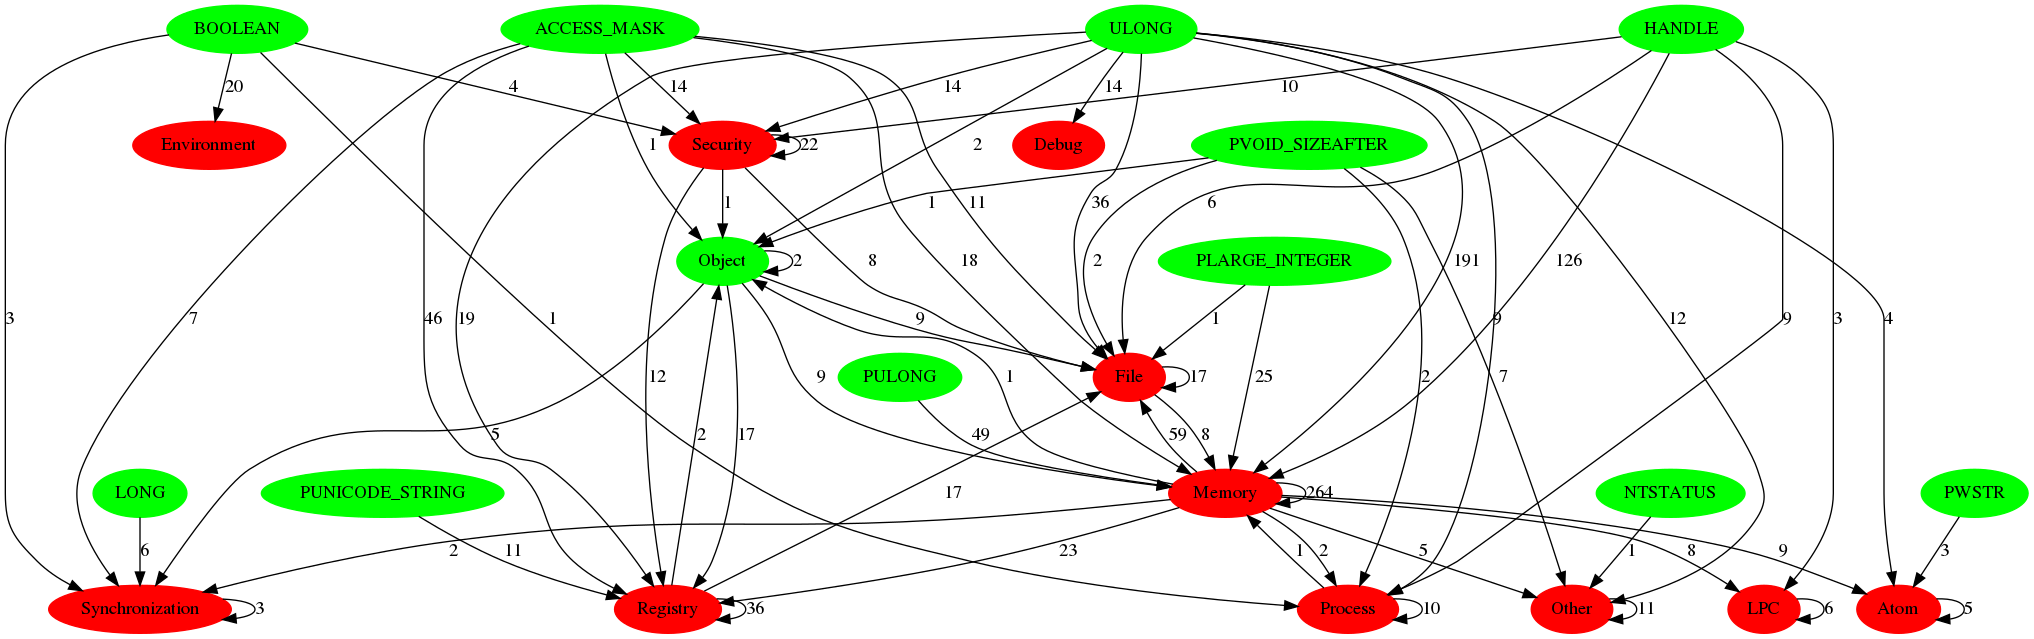 BOOLEAN ACCESS_MASK ULONG HANDLE
20 4 14 14 14 10
Environment Security 22 Debug PVOID_SIZEAFTER
1 2
1 1 11 36 6
Object 2 8 2 18 PLARGE_INTEGER 191 126
3 7 46 19 1 9 1 9 12 9 3 4
12 9 PULONG 1 File 17 25 2 7
5 2 17 49 59 8
LONG PUNICODE_STRING Memory 264 NTSTATUS PWSTR
6 11 17 2 23 1 2 5 1 8 9 3
Synchronization 3 Registry 36 Process 10 Other 11 LPC 6 Atom 5